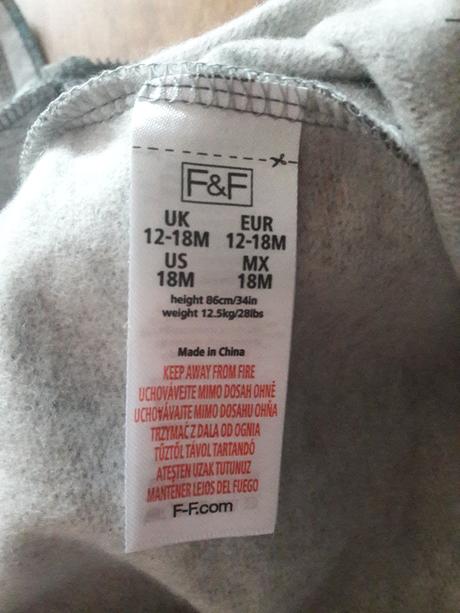 F&F
UK EUR
12-18M 12-18M
US MX
18M 18M
height 86cm/34in
weight 12.5kg/28lbs
Made in China
KEEP AWAY FROM FIRE
UCHOVÁVEJTE MIMO DOSAH OHNĚ
UCHOVÁVAJTE MIMO DOSAHU OHŇA
TRZYMAĆ Z DALA OD OGNIA
TŰZTŐL TÁVOL TARTANDÓ
ATEŞTEN UZAK TUTUNUZ
MANTENER LEJOS DEL FUEGO
F-F.com